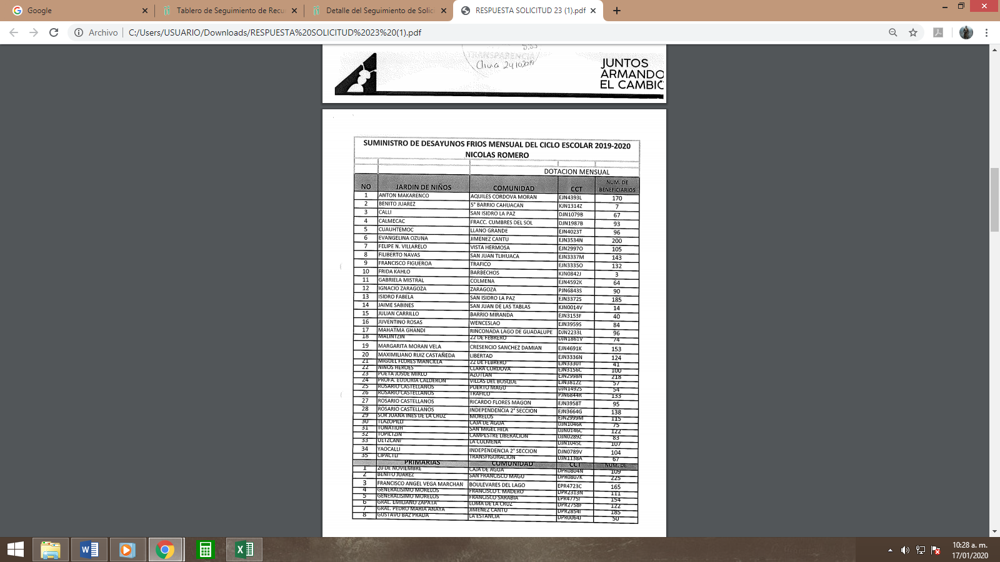 Google
Tablero de Seguimiento de Recu
Detalle del Seguimiento de Solici
RESPUESTA SOLICITUD 23 (1).pdf
Archivo C:/Users/USUARIO/Downloads/RESPUESTA%20SOLICITUD%2023%20(1).pdf
TRANSPARENCIA
JUNTOS
ARMANDO
EL CAMBIO
SUMINISTRO DE DESAYUNOS FRIOS MENSUAL DEL CICLO ESCOLAR 2019-2020
NICOLAS ROMERO
DOTACION MENSUAL
NO JARDIN DE NIÑOS COMUNIDAD CCT NUM. DE BENEFICIARIOS
1 ANTON MAKARENCO AQUILES CORDOVA MORAN EJN4393L 170
2 BENITO JUAREZ 5° BARRIO CAHUACAN KJN1314Z 7
3 CALLI SAN ISIDRO LA PAZ DJN1079B 67
4 CALMECAC FRACC. CUMBRES DEL SOL DJN1987B 93
5 CUAUHTEMOC LLANO GRANDE EJN4023T 96
6 EVANGELINA OZUNA JIMENEZ CANTU EJN3534N 200
7 FELIPE N. VILLARELO VISTA HERMOSA EJN2997O 105
8 FILIBERTO NAVAS SAN JUAN TLIHUACA EJN3337M 143
9 FRANCISCO FIGUEROA TRAFICO EJN3335O 132
10 FRIDA KAHLO BARBECHOS KJN0842J 3
11 GABRIELA MISTRAL COLMENA EJN4592K 64
12 IGNACIO ZARAGOZA ZARAGOZA PJN6843S 90
13 ISIDRO FABELA SAN ISIDRO LA PAZ EJN3372S 185
14 JAIME SABINES SAN JUAN DE LAS TABLAS KJN0014V 14
15 JULIAN CARRILLO BARRIO MIRANDA EJN3153F 40
16 JUVENTINO ROSAS WENCESLAO EJN3959S 84
17 MAHATMA GHANDI RINCONADA LAGO DE GUADALUPE DJN2233L 96
18 MALINTZIN 22 DE FEBRERO DJN1861V 74
19 MARGARITA MORAN VELA CRESENCIO SANCHEZ DAMIAN EJN4691K 153
20 MAXIMILIANO RUIZ CASTAÑEDA LIBERTAD EJN3336N 124
21 MIGUEL FLORES MANCILLA 22 DE FEBRERO EJN3330T 41
22 NIÑOS HEROES CLARA CORDOVA EJN3156C 100
23 POETA JOSUE MIRLO AZOTLAN EJN2998N 218
24 PROFA. EUDOXIA CALDERON VILLAS DEL BOSQUE EJN3812Z 57
25 ROSARIO CASTELLANOS PUERTO MAGU DJN1492S 54
26 ROSARIO CASTELLANOS TRAFICO PJN6844R 133
27 ROSARIO CASTELLANOS RICARDO FLORES MAGON EJN3958T 95
28 ROSARIO CASTELLANOS INDEPENDENCIA 2° SECCION EJN3664G 138
29 SOR JUANA INES DE LA CRUZ MORELOS EJN2999M 115
30 TLAZOPILLI CAJA DE AGUA DJN1046K 75
31 TONATIUH SAN MIGEL HILA DJN0146C 122
32 TOPILTZIN CAMPESTRE LIBERACION DJN0289Z 83
33 UETZCANI LA COLMENA DJN1045L 107
34 YAOCALLI INDEPENDENCIA 2° SECCION DJN0789V 104
35 CIPACTLI TRANSFIGURACION DJN1138A 67
PRIMARIAS COMUNIDAD CCT NUM. DE
1 20 DE NOVIEMBRE CAJA DE AGUA DPR0804N 109
2 BENITO JUAREZ SAN FRANCISCO MAGU DPR0807K 225
3 FRANCISCO ANGEL VEGA MARCHAN BOULEVARES DEL LAGO EPR4723C 165
4 GENERALISIMO MORELOS FRANCISCO I. MADERO DPR2313N 111
5 GENERALISIMO MORELOS FRANCISCO SARABIA EPR4775I 154
6 GRAL. EMILIANO ZAPATA LOMA DE LA CRUZ DPR2758F 122
7 GRAL. PEDRO MARIA ANAYA JIMENEZ CANTU DPR2854I 185
8 GUSTAVO BAZ PRADA LA ESTANCIA DPR0064J 50
10:28 a. m.
17/01/2020